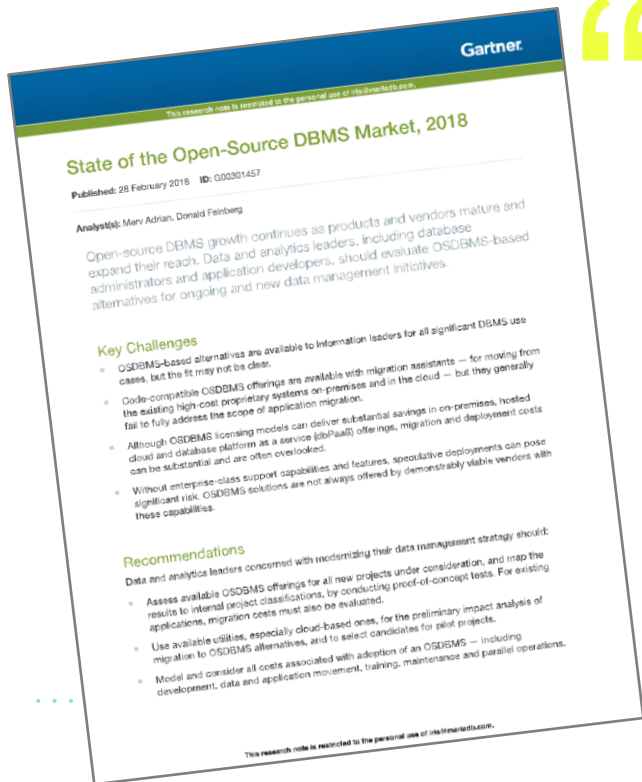 “
Gartner
This research note is restricted to the personal use of iris@mariadb.com.
State of the Open-Source DBMS Market, 2018
Published: 28 February 2018 ID: G00301457
Analyst(s): Merv Adrian, Donald Feinberg
Open-source DBMS growth continues as products and vendors mature and
expand their reach. Data and analytics leaders, including database
administrators and application developers, should evaluate OSDBMS-based
alternatives for ongoing and new data management initiatives.
Key Challenges
OSDBMS-based alternatives are available to information leaders for all significant DBMS use
cases, but the fit may not be clear.
Code-compatible OSDBMS offerings are available with migration assistants — for moving from
the existing high-cost proprietary systems on-premises and in the cloud — but they generally
fail to fully address the scope of application migration.
Although OSDBMS licensing models can deliver substantial savings in on-premises, hosted
cloud and database platform as a service (dbPaaS) offerings, migration and deployment costs
can be substantial and are often overlooked.
Without enterprise-class support capabilities and features, speculative deployments can pose
significant risk. OSDBMS solutions are not always offered by demonstrably viable vendors with
these capabilities.
Recommendations
Data and analytics leaders concerned with modernizing their data management strategy should:
Assess available OSDBMS offerings for all new projects under consideration, and map the
results to internal project classifications, by conducting proof-of-concept tests. For existing
applications, migration costs must also be evaluated.
Use available utilities, especially cloud-based ones, for the preliminary impact analysis of
migration to OSDBMS alternatives, and to select candidates for pilot projects.
Model and consider all costs associated with adoption of an OSDBMS — including
development, data and application movement, training, maintenance and parallel operations.
This research note is restricted to the personal use of iris@mariadb.com.